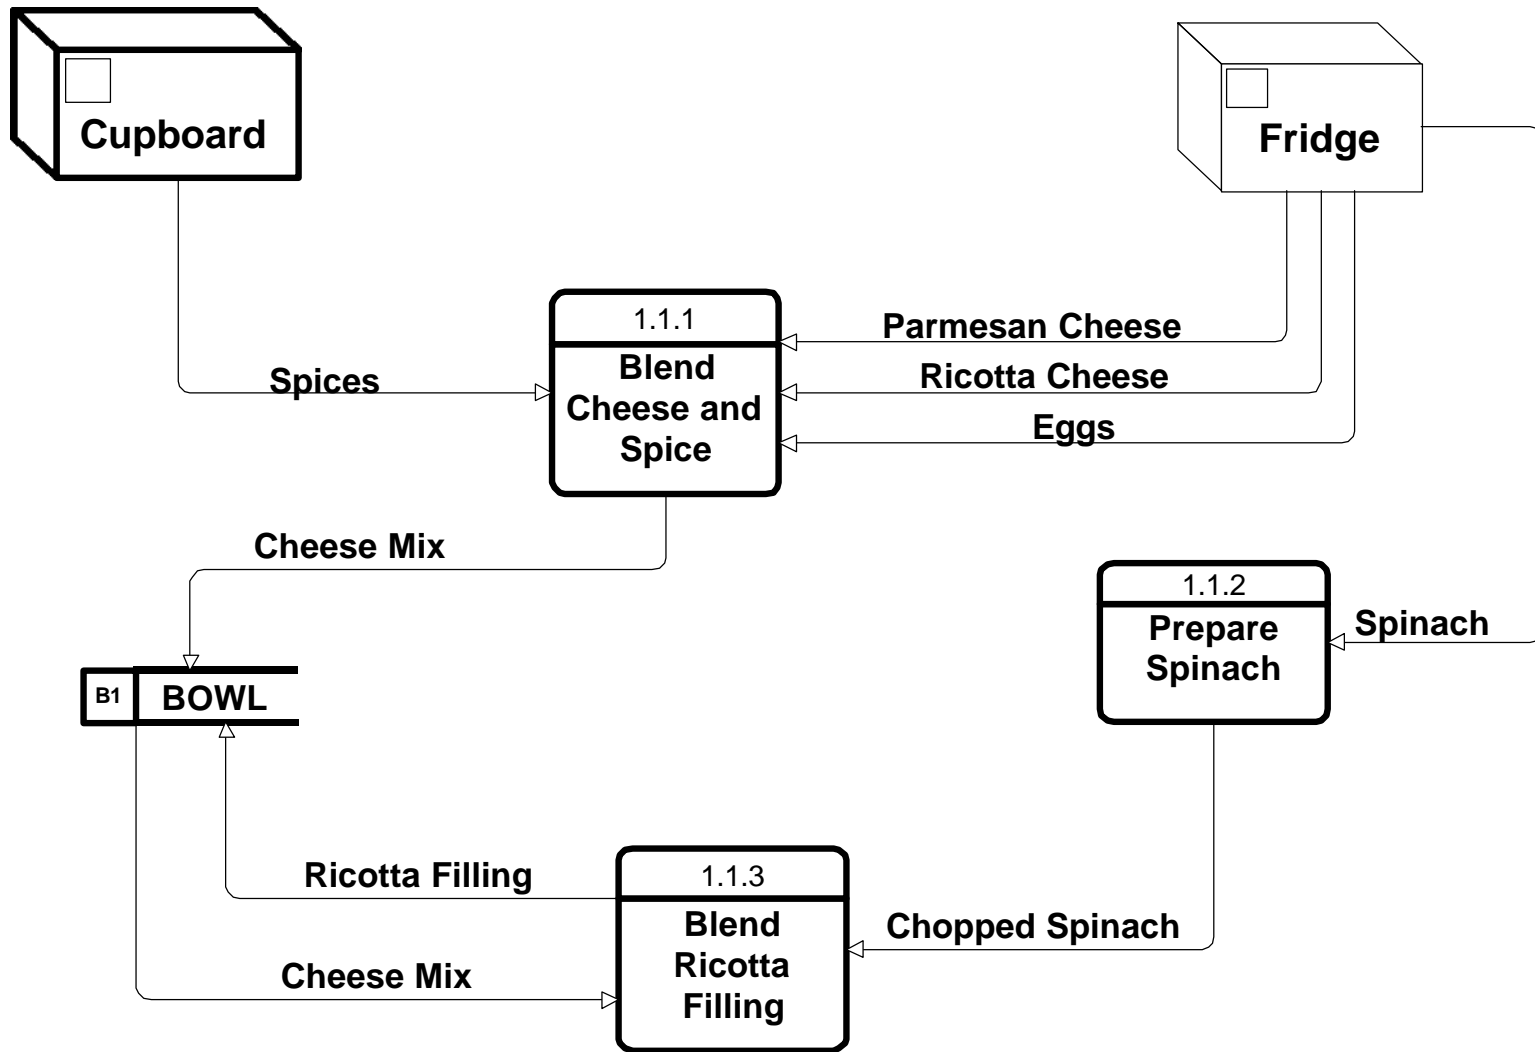 Cupboard
Fridge
1.1.1
Blend
Cheese and
Spice
Parmesan Cheese
Ricotta Cheese
Eggs
Spices
Cheese Mix
1.1.2
Prepare
Spinach
Spinach
B1
BOWL
Ricotta Filling
1.1.3
Blend
Ricotta
Filling
Chopped Spinach
Cheese Mix